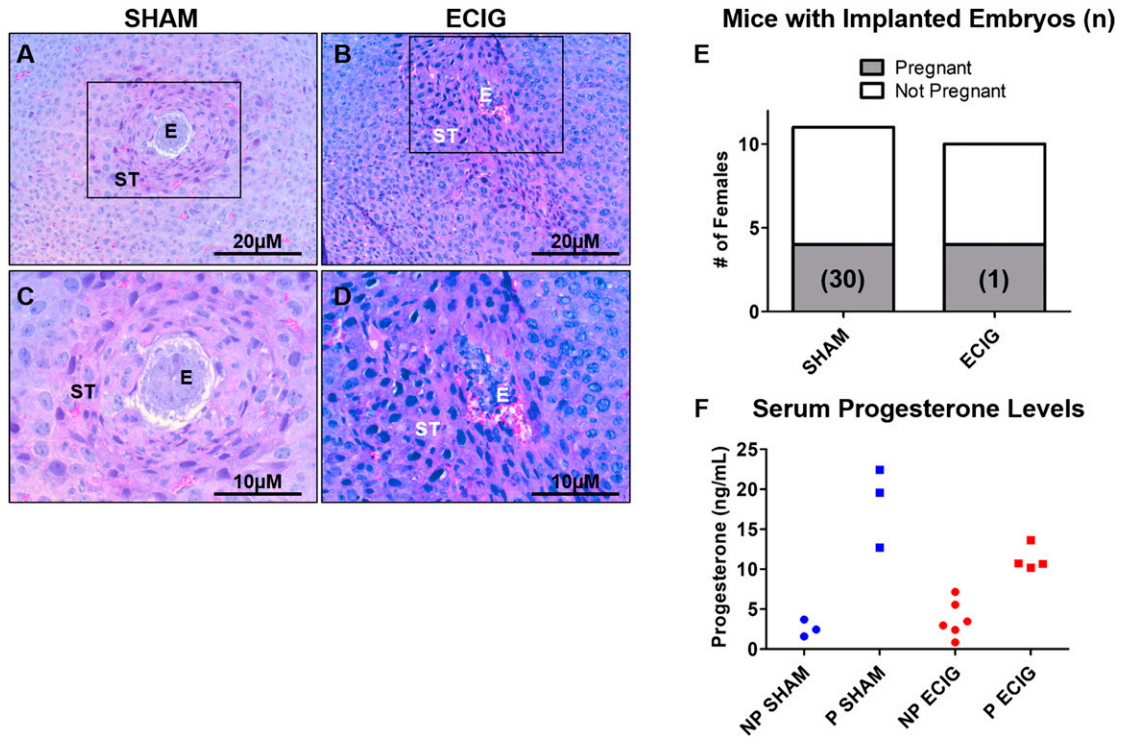 SHAM
ECIG
A
E
ST
20µM
B
E
ST
20µM
C
E
ST
10µM
D
E
ST
10µM
Mice with Implanted Embryos (n)
E
Pregnant
Not Pregnant
# of Females
10
5
0
(30)
(1)
SHAM
ECIG
F Serum Progesterone Levels
Progesterone (ng/mL)
25
20
15
10
5
0
NP SHAM
P SHAM
NP ECIG
P ECIG